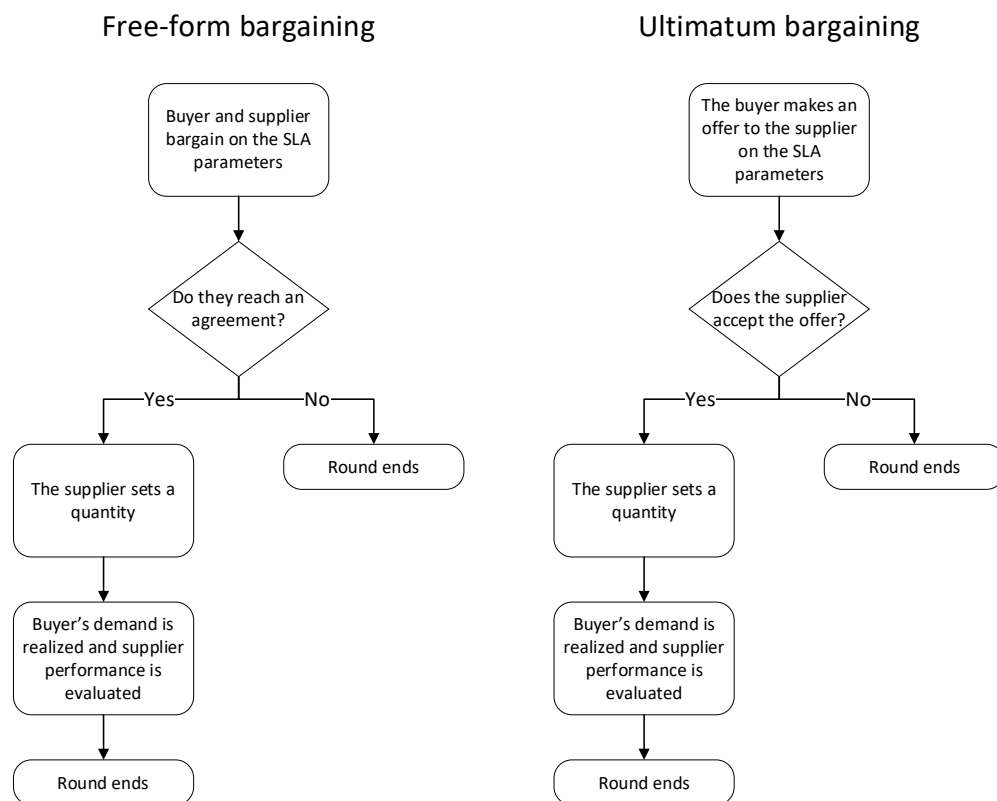 Free-form bargaining
Buyer and supplier
bargain on the SLA
parameters
Do they reach an
agreement?
Yes
No
The supplier sets a
quantity
Round ends
Buyer’s demand is
realized and supplier
performance is
evaluated
Round ends
Ultimatum bargaining
The buyer makes an
offer to the supplier
on the SLA
parameters
Does the supplier
accept the offer?
Yes
No
The supplier sets a
quantity
Round ends
Buyer’s demand is
realized and supplier
performance is
evaluated
Round ends